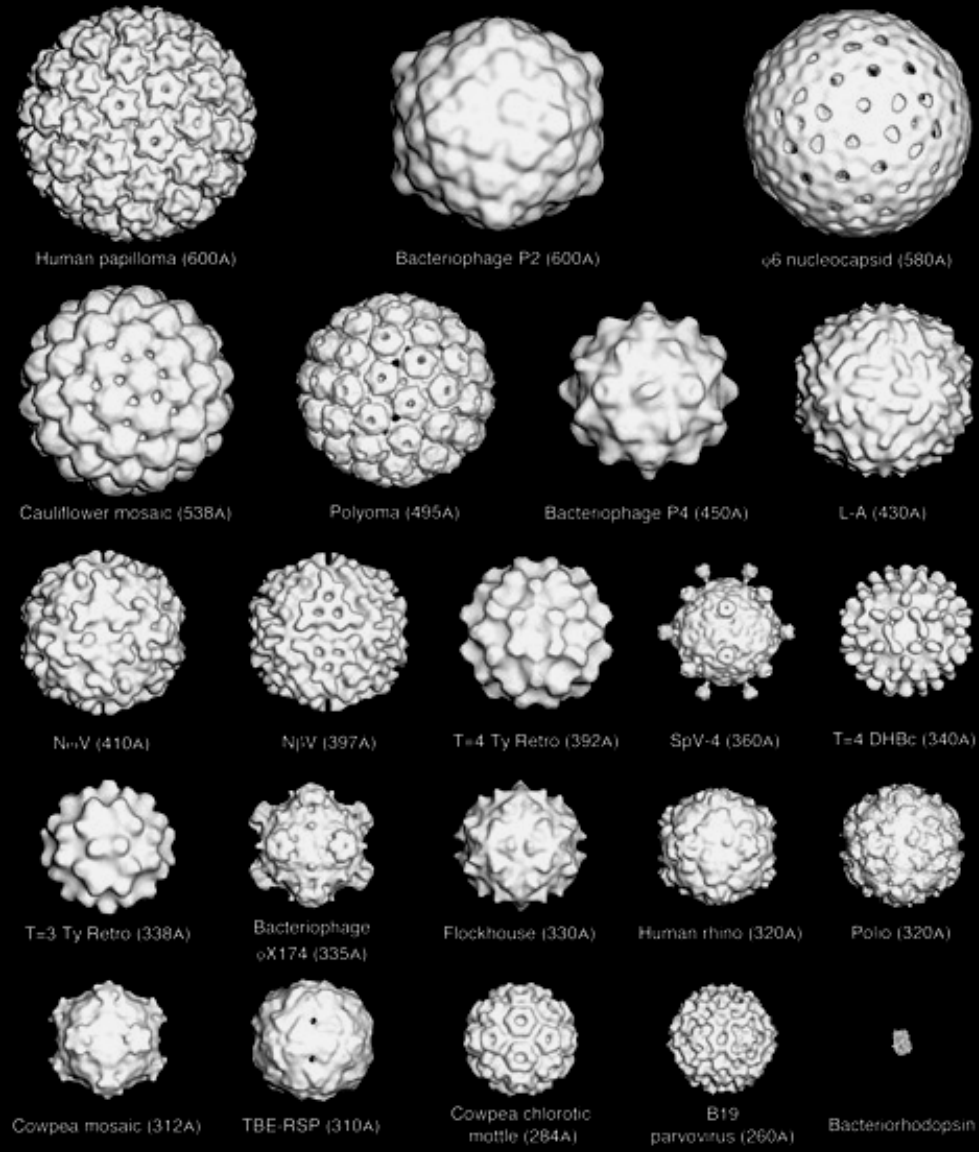 Human papilloma (600A)
Bacteriophage P2 (600A)
φ6 nucleocapsid (580A)
Cauliflower mosaic (538A)
Polyoma (495A)
Bacteriophage P4 (450A)
L-A (430A)
NωV (410A)
NβV (397A)
T=4 Ty Retro (392A)
SpV-4 (360A)
T=4 DHBc (340A)
T=3 Ty Retro (338A)
Bacteriophage
φX174 (335A)
Flockhouse (330A)
Human rhino (320A)
Polio (320A)
Cowpea mosaic (312A)
TBE-RSP (310A)
Cowpea chlorotic
mottle (284A)
B19
parvovirus (260A)
Bacteriorhodopsin